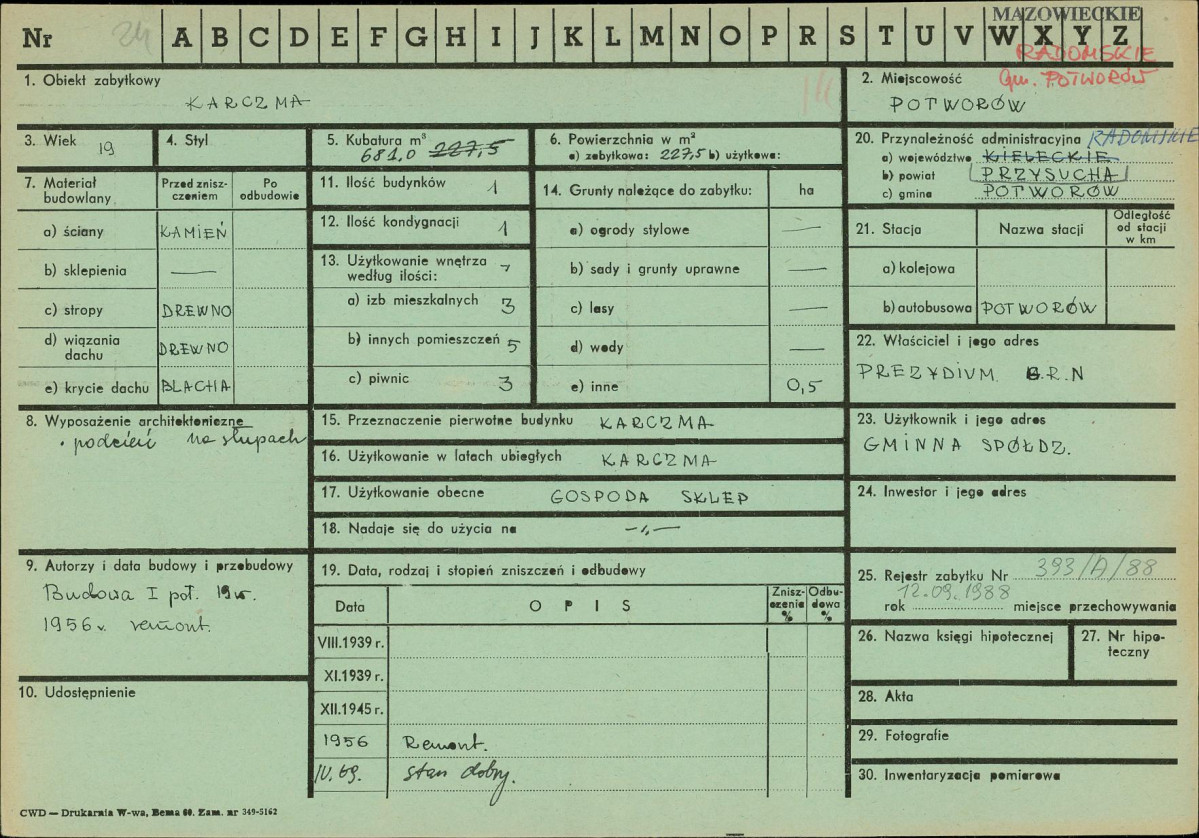 MAZOWIECKIE
Nr 24 A B C D E F G H I J K L M N O P R S T U V W X Y Z
RADOMSKIE
Gm. POTWORÓW
1. Obiekt zabytkowy
KARCZMA
14
2. Miejscowość
POTWORÓW
3. Wiek 19
4. Styl
5. Kubatura m³
681,0 227,5
6. Powierzchnia w m²
a) zabytkowa: 227,5 b) użytkowa:
20. Przynależność administracyjna RADOMSKIE
a) województwo KIELECKIE
b) powiat PRZYSUCHA
c) gmina POTWORÓW
7. Materiał budowlany
Przed znisz-
czeniem
Po
odbudowie
a) ściany KAMIEŃ
b) sklepienia —
c) stropy DREWNO
d) wiązania
dachu DREWNO
e) krycie dachu BLACHA
11. Ilość budynków 1
12. Ilość kondygnacji 1
13. Użytkowanie wnętrza
według ilości:
a) izb mieszkalnych 3
b) innych pomieszczeń 5
c) piwnic 3
14. Grunty należące do zabytku: ha
a) ogrody stylowe —
b) sady i grunty uprawne —
c) lasy —
d) wody —
e) inne 0,5
21. Stacja
Nazwa stacji
Odległość
od stacji
w km
a) kolejowa
b) autobusowa POTWORÓW
22. Właściciel i jego adres
PREZYDIUM G.R.N
8. Wyposażenie architektoniczne
podcień na słupach
15. Przeznaczenie pierwotne budynku KARCZMA
16. Użytkowanie w latach ubiegłych KARCZMA
17. Użytkowanie obecne GOSPODA SKLEP
18. Nadaje się do użycia na —„—
23. Użytkownik i jego adres
GMINNA SPÓŁDZ.
24. Inwestor i jego adres
9. Autorzy i data budowy i przebudowy
Budowa I poł. 19 w.
1956 r. remont.
10. Udostępnienie
19. Data, rodzaj i stopień zniszczeń i odbudowy
Data
OPIS
Znisz-
czenia
%
Odbu-
dowa
%
VIII.1939 r.
XI.1939 r.
XII.1945 r.
1956 Remont.
IV.69. stan dobry.
25. Rejestr zabytku Nr 393/A/88
12.09.1988
rok miejsce przechowywania
26. Nazwa księgi hipotecznej
27. Nr hipo-
teczny
28. Akta
29. Fotografie
30. Inwentaryzacja pomiarowa
CWD — Drukarnia W-wa, Bema 60. Zam. nr 349-5162